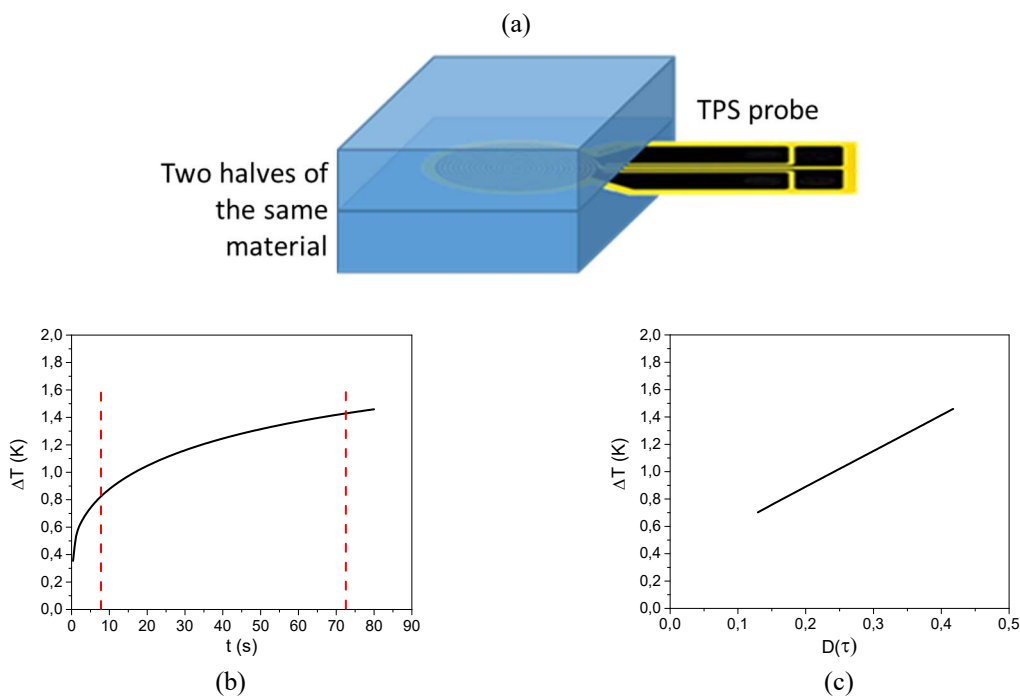 (a)
TPS probe
Two halves of
the same
material
2,0
1,8
1,6
1,4
1,2
1,0
0,8
0,6
0,4
0,2
0,0
ΔT (K)
0 10 20 30 40 50 60 70 80 90
t (s)
(b)
2,0
1,8
1,6
1,4
1,2
1,0
0,8
0,6
0,4
0,2
0,0
ΔT (K)
0,0 0,1 0,2 0,3 0,4 0,5
D(τ)
(c)